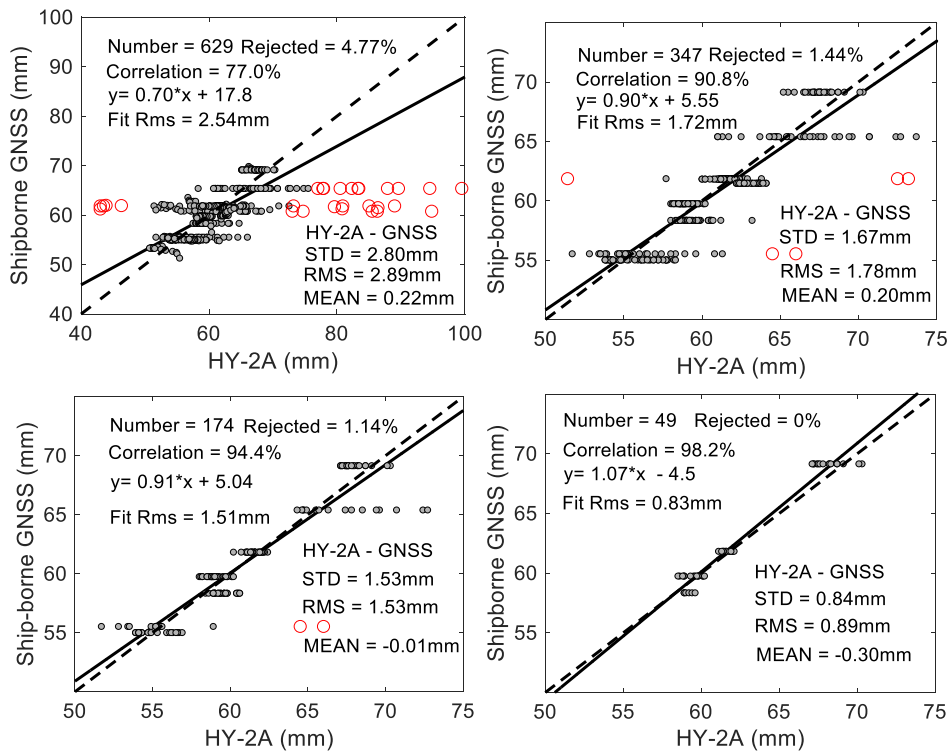 Shipborne GNSS (mm)
100
90
80
70
60
50
40
Number = 629 Rejected = 4.77%
Correlation = 77.0%
y= 0.70*x + 17.8
Fit Rms = 2.54mm
HY-2A - GNSS
STD = 2.80mm
RMS = 2.89mm
MEAN = 0.22mm
40 60 80 100
HY-2A (mm)
Ship-borne GNSS (mm)
70
65
60
55
Number = 347 Rejected = 1.44%
Correlation = 90.8%
y= 0.90*x + 5.55
Fit Rms = 1.72mm
HY-2A - GNSS
STD = 1.67mm
RMS = 1.78mm
MEAN = 0.20mm
50 55 60 65 70 75
HY-2A (mm)
Ship-borne GNSS (mm)
70
65
60
55
Number = 174 Rejected = 1.14%
Correlation = 94.4%
y= 0.91*x + 5.04
Fit Rms = 1.51mm
HY-2A - GNSS
STD = 1.53mm
RMS = 1.53mm
MEAN = -0.01mm
50 55 60 65 70 75
HY-2A (mm)
Shipborne GNSS (mm)
70
65
60
55
Number = 49 Rejected = 0%
Correlation = 98.2%
y= 1.07*x - 4.5
Fit Rms = 0.83mm
HY-2A - GNSS
STD = 0.84mm
RMS = 0.89mm
MEAN = -0.30mm
50 55 60 65 70 75
HY-2A (mm)